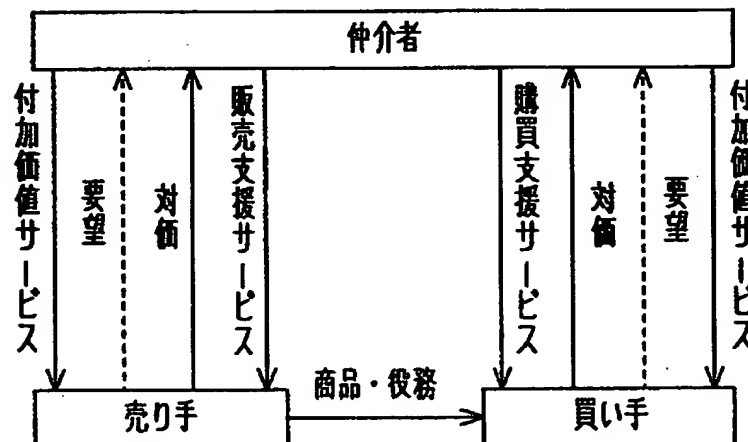 仲介者
付加価値サービス
要望
対価
販売支援サービス
購買支援サービス
対価
要望
付加価値サービス
商品・役務
売り手
買い手